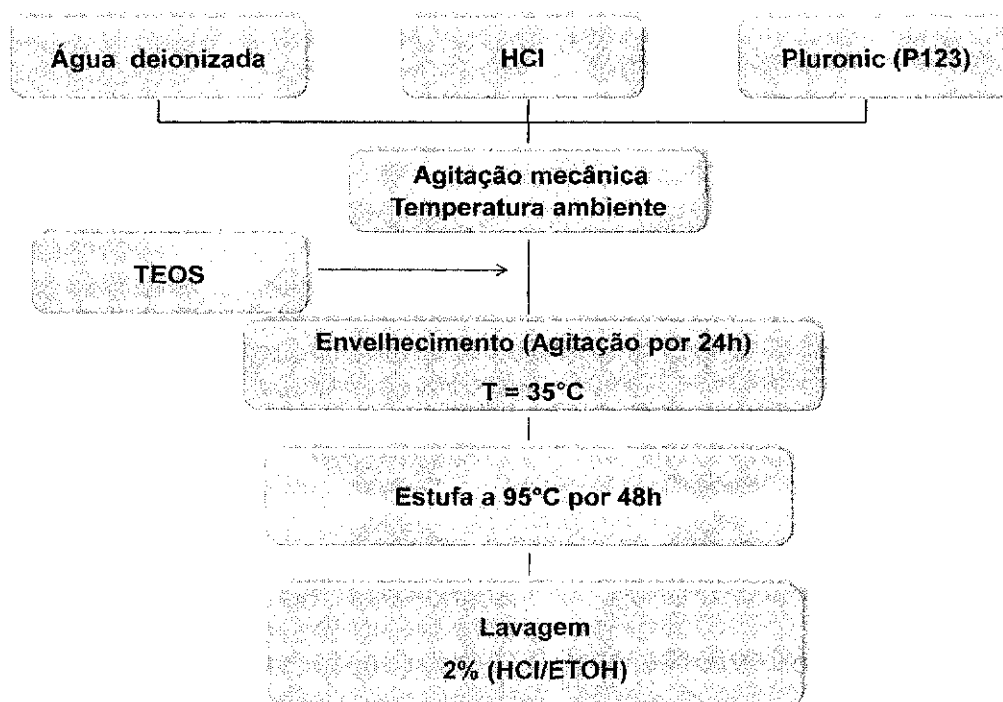 Água deionizada
HCl
Pluronic (P123)
Agitação mecânica
Temperatura ambiente
TEOS
Envelhecimento (Agitação por 24h)
T = 35°C
Estufa a 95°C por 48h
Lavagem
2% (HCl/ETOH)